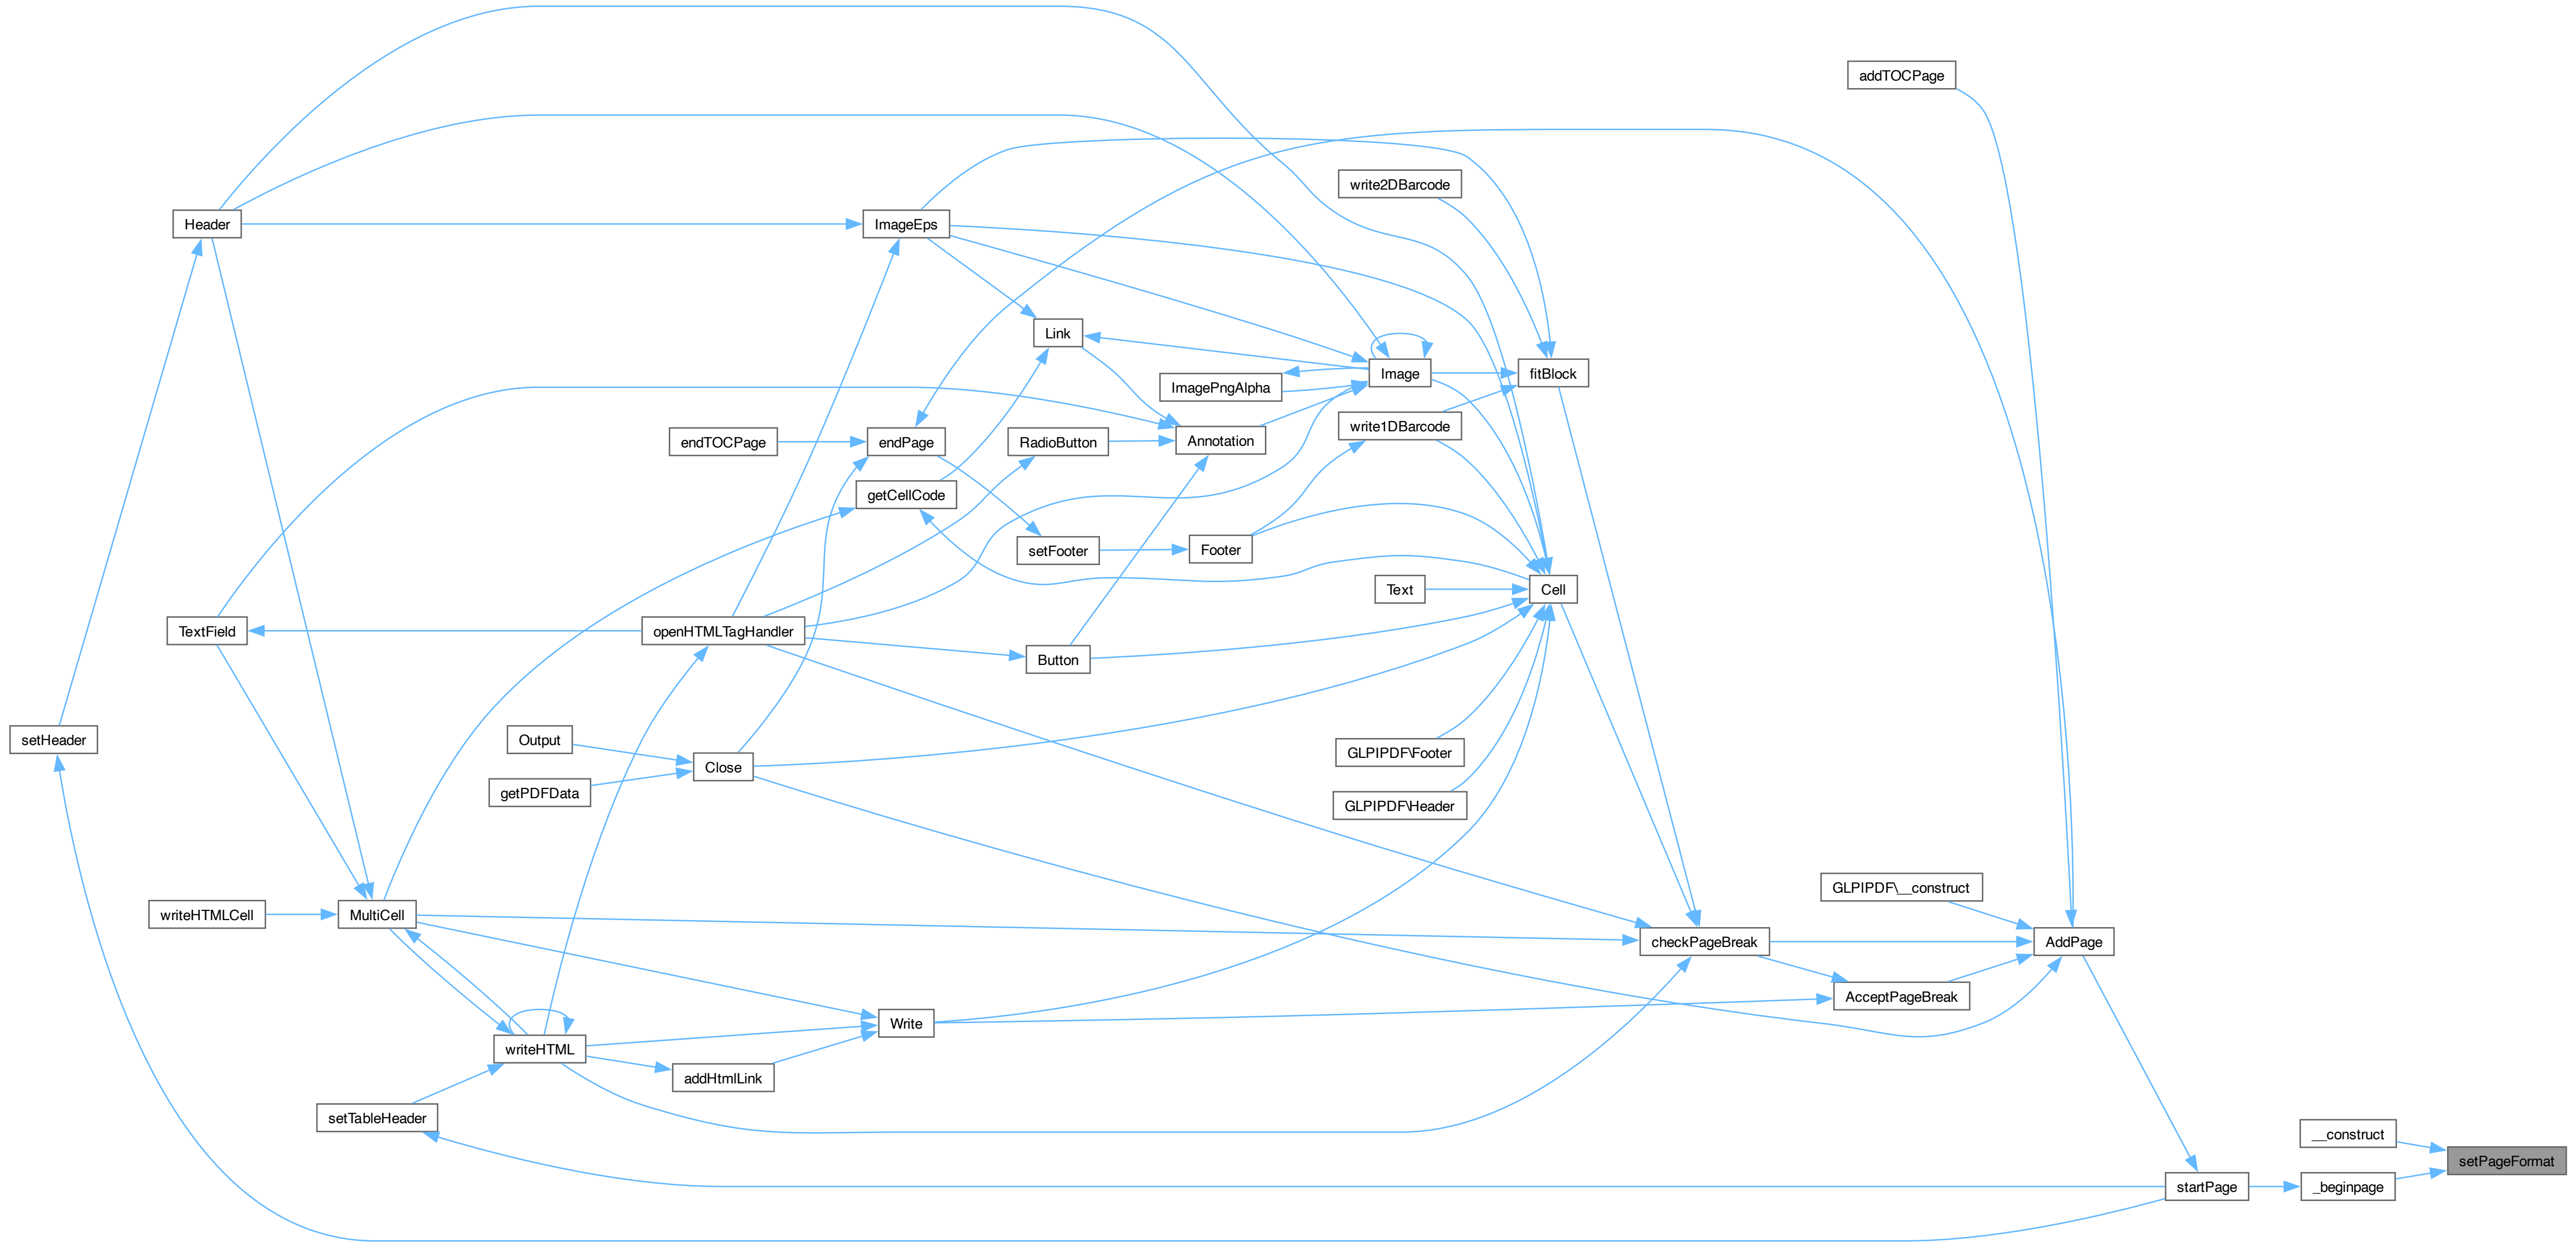 addTOCPage
write2DBarcode
Header
ImageEps
Link
Image
fitBlock
ImagePngAlpha
write1DBarcode
endTOCPage
endPage
RadioButton
Annotation
getCellCode
setFooter
Footer
Text
Cell
TextField
openHTMLTagHandler
Button
setHeader
Output
Close
GLPIPDF\Footer
getPDFData
GLPIPDF\Header
GLPIPDF\__construct
writeHTMLCell
MultiCell
checkPageBreak
AddPage
AcceptPageBreak
Write
writeHTML
addHtmlLink
setTableHeader
__construct
setPageFormat
startPage
_beginpage